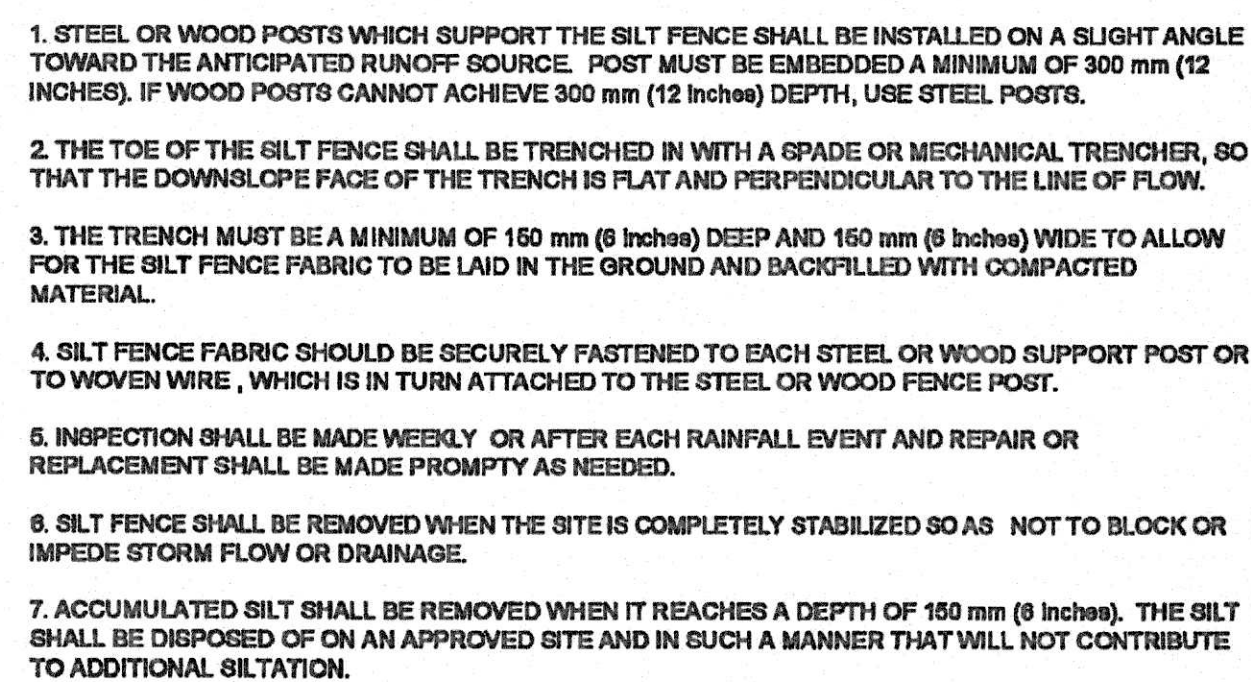 1. STEEL OR WOOD POSTS WHICH SUPPORT THE SILT FENCE SHALL BE INSTALLED ON A SLIGHT ANGLE
TOWARD THE ANTICIPATED RUNOFF SOURCE. POST MUST BE EMBEDDED A MINIMUM OF 300 mm (12
INCHES). IF WOOD POSTS CANNOT ACHIEVE 300 mm (12 inches) DEPTH, USE STEEL POSTS.
2. THE TOE OF THE SILT FENCE SHALL BE TRENCHED IN WITH A SPADE OR MECHANICAL TRENCHER, SO
THAT THE DOWNSLOPE FACE OF THE TRENCH IS FLAT AND PERPENDICULAR TO THE LINE OF FLOW.
3. THE TRENCH MUST BE A MINIMUM OF 150 mm (6 inches) DEEP AND 150 mm (6 inches) WIDE TO ALLOW
FOR THE SILT FENCE FABRIC TO BE LAID IN THE GROUND AND BACKFILLED WITH COMPACTED
MATERIAL.
4. SILT FENCE FABRIC SHOULD BE SECURELY FASTENED TO EACH STEEL OR WOOD SUPPORT POST OR
TO WOVEN WIRE , WHICH IS IN TURN ATTACHED TO THE STEEL OR WOOD FENCE POST.
5. INSPECTION SHALL BE MADE WEEKLY OR AFTER EACH RAINFALL EVENT AND REPAIR OR
REPLACEMENT SHALL BE MADE PROMPTY AS NEEDED.
6. SILT FENCE SHALL BE REMOVED WHEN THE SITE IS COMPLETELY STABILIZED SO AS NOT TO BLOCK OR
IMPEDE STORM FLOW OR DRAINAGE.
7. ACCUMULATED SILT SHALL BE REMOVED WHEN IT REACHES A DEPTH OF 150 mm (6 inches). THE SILT
SHALL BE DISPOSED OF ON AN APPROVED SITE AND IN SUCH A MANNER THAT WILL NOT CONTRIBUTE
TO ADDITIONAL SILTATION.